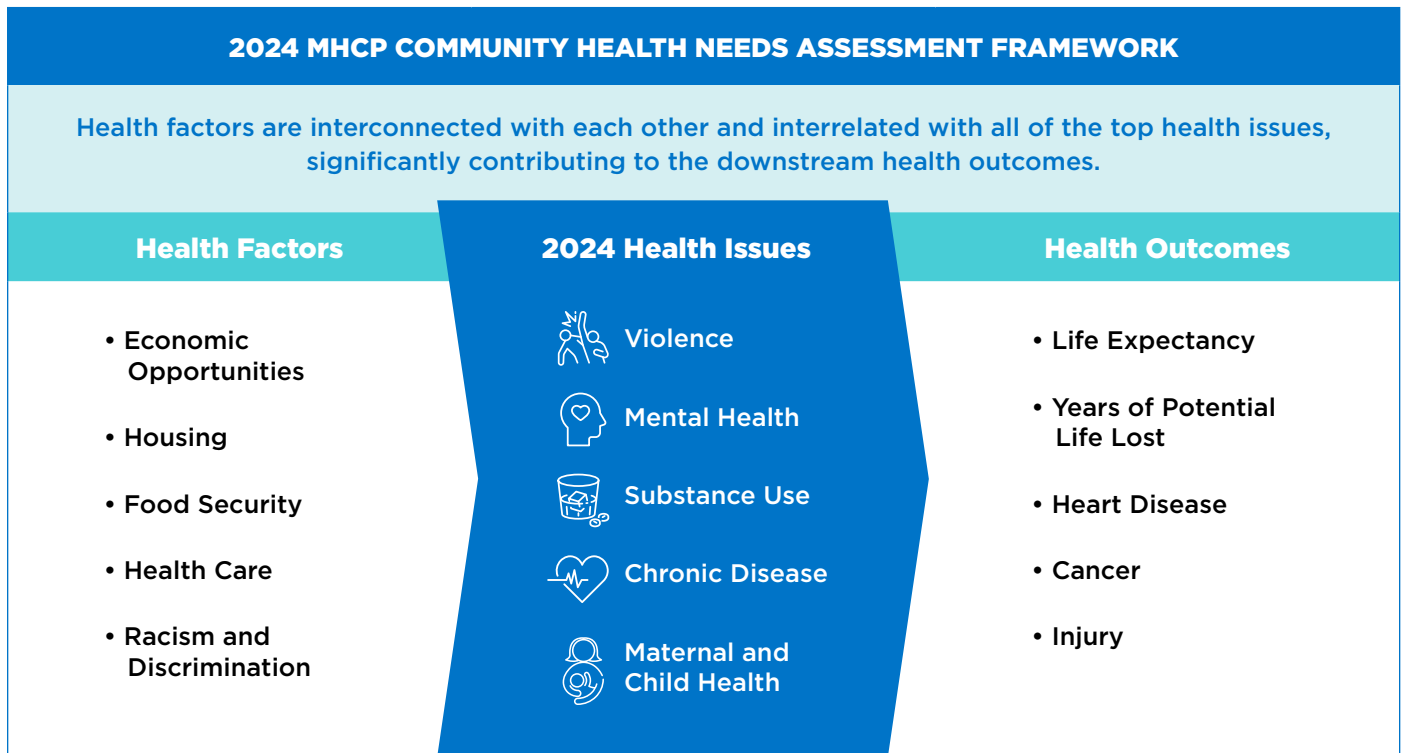 2024 MHCP COMMUNITY HEALTH NEEDS ASSESSMENT FRAMEWORK
Health factors are interconnected with each other and interrelated with all of the top health issues,
significantly contributing to the downstream health outcomes.
Health Factors
• Economic
Opportunities
• Housing
• Food Security
• Health Care
• Racism and
Discrimination
2024 Health Issues
Violence
Mental Health
Substance Use
Chronic Disease
Maternal and
Child Health
Health Outcomes
• Life Expectancy
• Years of Potential
Life Lost
• Heart Disease
• Cancer
• Injury